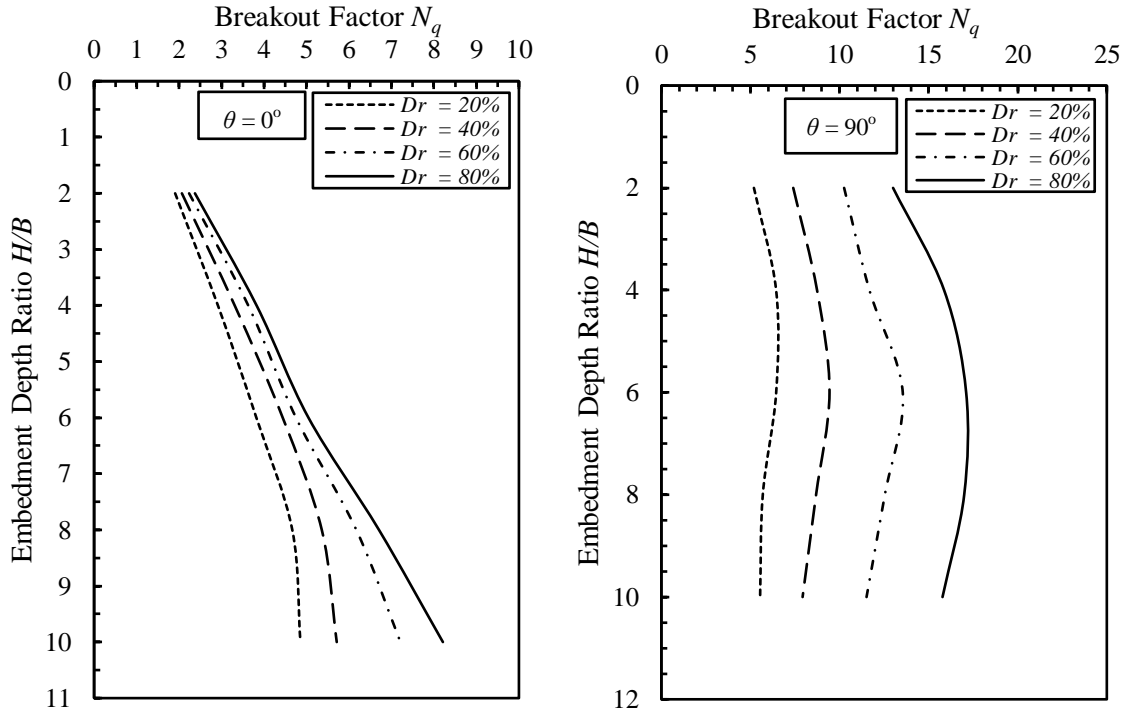 Breakout Factor N_q
0 1 2 3 4 5 6 7 8 9 10
0
1
2
3
4
5
6
7
8
9
10
11
Embedment Depth Ratio H/B
θ = 0°
Dr = 20%
Dr = 40%
Dr = 60%
Dr = 80%
Breakout Factor N_q
0 5 10 15 20 25
0
2
4
6
8
10
12
Embedment Depth Ratio H/B
θ = 90°
Dr = 20%
Dr = 40%
Dr = 60%
Dr = 80%